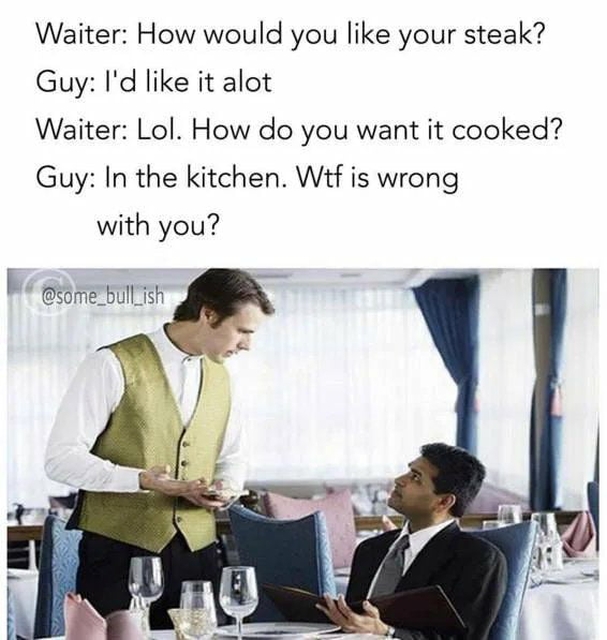 Waiter: How would you like your steak?
Guy: I'd like it alot
Waiter: Lol. How do you want it cooked?
Guy: In the kitchen. Wtf is wrong
with you?
@some_bull_ish